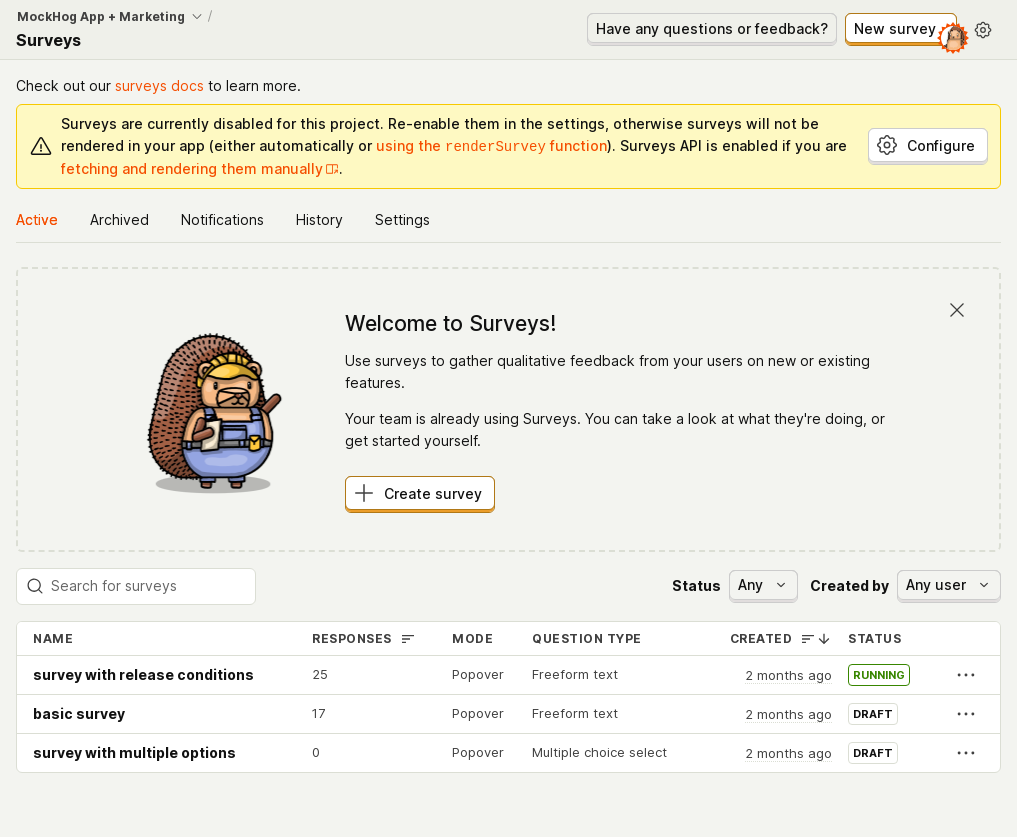 MockHog App + Marketing /
Surveys
Have any questions or feedback?
New survey
Check out our surveys docs to learn more.
Surveys are currently disabled for this project. Re-enable them in the settings, otherwise surveys will not be
rendered in your app (either automatically or using the renderSurvey function). Surveys API is enabled if you are
fetching and rendering them manually.
Configure
Active Archived Notifications History Settings
Welcome to Surveys!
Use surveys to gather qualitative feedback from your users on new or existing
features.
Your team is already using Surveys. You can take a look at what they're doing, or
get started yourself.
Create survey
Search for surveys
Status Any Created by Any user
NAME RESPONSES MODE QUESTION TYPE CREATED STATUS
survey with release conditions 25 Popover Freeform text 2 months ago RUNNING
basic survey 17 Popover Freeform text 2 months ago DRAFT
survey with multiple options 0 Popover Multiple choice select 2 months ago DRAFT